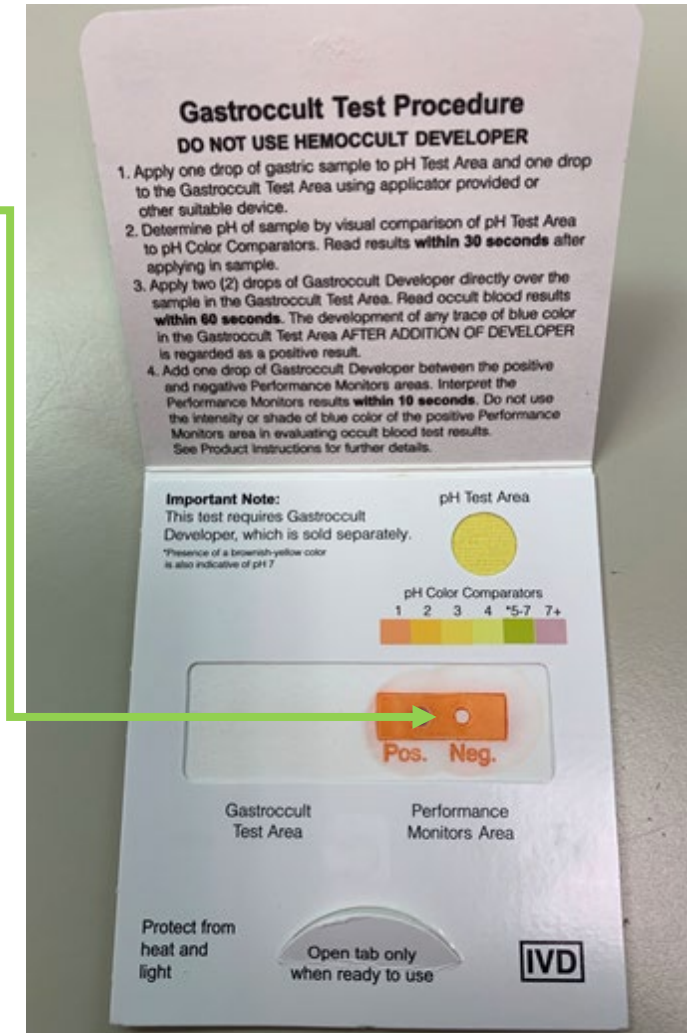 Gastroccult Test Procedure
DO NOT USE HEMOCCULT DEVELOPER
1. Apply one drop of gastric sample to pH Test Area and one drop
to the Gastroccult Test Area using applicator provided or
other suitable device.
2. Determine pH of sample by visual comparison of pH Test Area
to pH Color Comparators. Read results within 30 seconds after
applying in sample.
3. Apply two (2) drops of Gastroccult Developer directly over the
sample in the Gastroccult Test Area. Read occult blood results
within 60 seconds. The development of any trace of blue color
in the Gastroccult Test Area AFTER ADDITION OF DEVELOPER
is regarded as a positive result.
4. Add one drop of Gastroccult Developer between the positive
and negative Performance Monitors areas. Interpret the
Performance Monitors results within 10 seconds. Do not use
the intensity or shade of blue color of the positive Performance
Monitors area in evaluating occult blood test results.
See Product Instructions for further details.
Important Note:
This test requires Gastroccult
Developer, which is sold separately.
*Presence of a brownish-yellow color
is also indicative of pH 7
pH Test Area
pH Color Comparators
1 2 3 4 *5-7 7+
Pos. Neg.
Gastroccult
Test Area
Performance
Monitors Area
Protect from
heat and
light
Open tab only
when ready to use
IVD